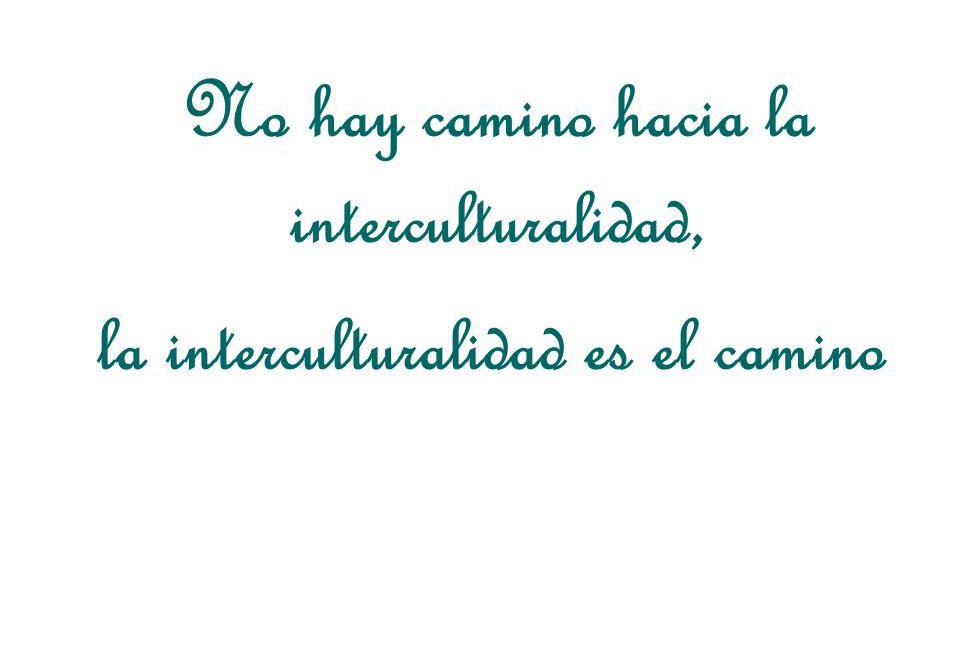 No hay camino hacia la
interculturalidad,
la interculturalidad es el camino